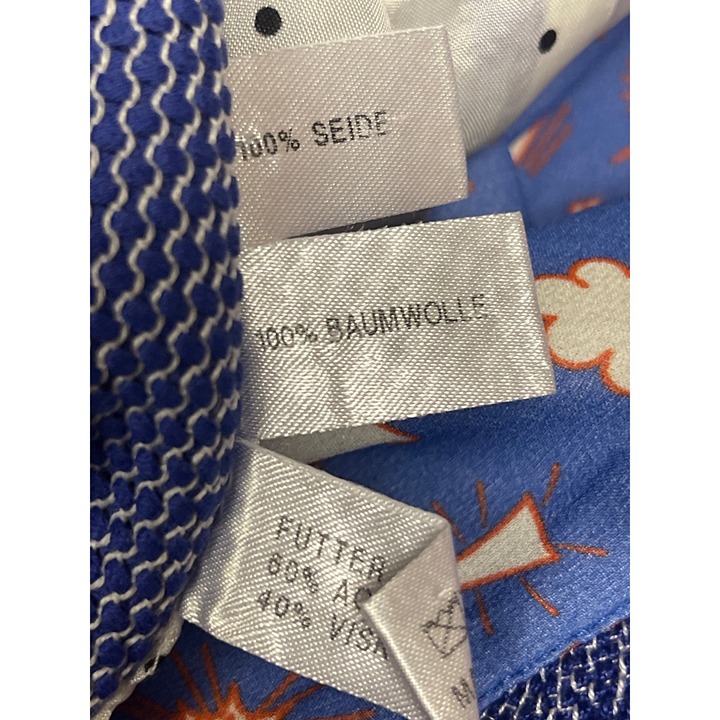 100% SEIDE
100% BAUMWOLLE
FUTTER
60% AC
40% VISK
M